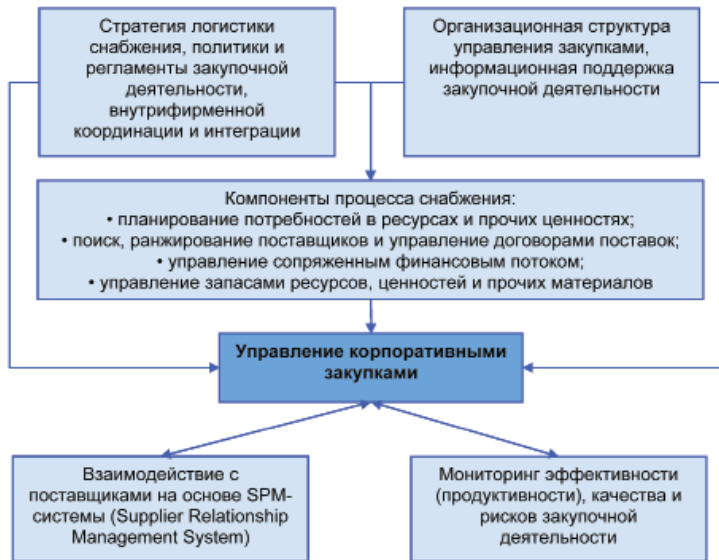 Стратегия логистики
снабжения, политики и
регламенты закупочной
деятельности,
внутрифирменной
координации и интеграции
Организационная структура
управления закупками,
информационная поддержка
закупочной деятельности
Компоненты процесса снабжения:
• планирование потребностей в ресурсах и прочих ценностях;
• поиск, ранжирование поставщиков и управление договорами поставок;
• управление сопряженным финансовым потоком;
• управление запасами ресурсов, ценностей и прочих материалов
Управление корпоративными
закупками
Взаимодействие с
поставщиками на основе SPM-
системы (Supplier Relationship
Management System)
Мониторинг эффективности
(продуктивности), качества и
рисков закупочной
деятельности